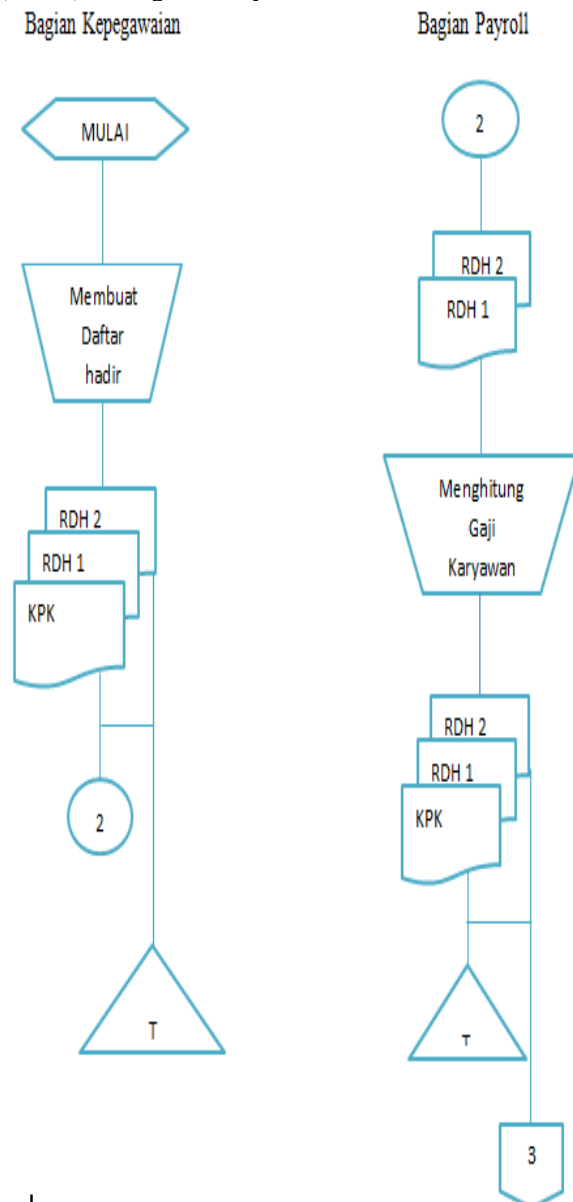 Bagian Kepegawaian
MULAI
Membuat
Daftar
hadir
RDH 2
RDH 1
KPK
2
T
Bagian Payroll
2
RDH 2
RDH 1
Menghitung
Gaji
Karyawan
RDH 2
RDH 1
KPK
T
3